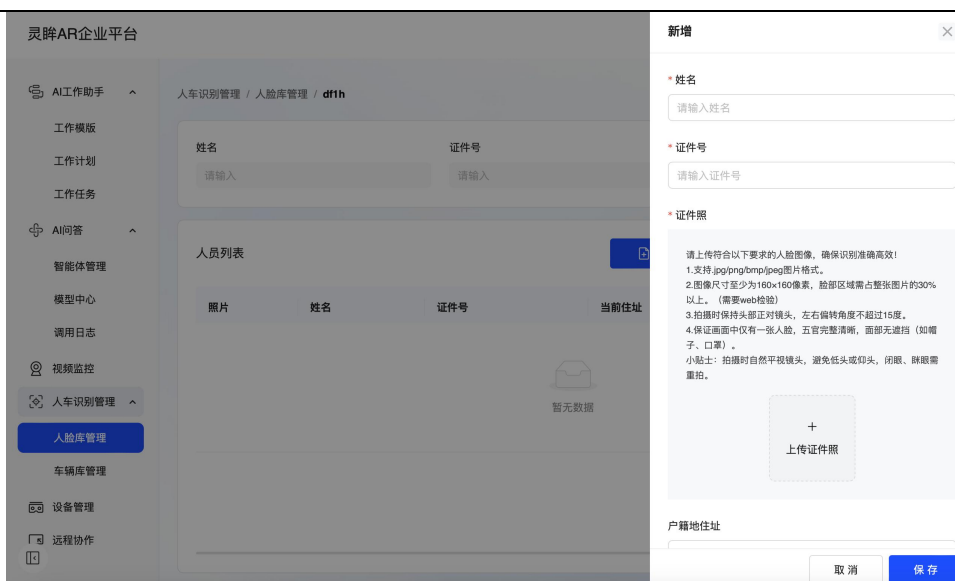 灵眸AR企业平台
AI工作助手
工作模版
工作计划
工作任务
AI问答
智能体管理
模型中心
调用日志
视频监控
人车识别管理
人脸库管理
车辆库管理
设备管理
远程协作
人车识别管理 / 人脸库管理 / df1h
姓名
请输入
证件号
请输入
人员列表
照片 姓名 证件号 当前住址
暂无数据
新增
* 姓名
请输入姓名
* 证件号
请输入证件号
* 证件照
请上传符合以下要求的人脸图像，确保识别准确高效！
1.支持.jpg/png/bmp/jpeg图片格式。
2.图像尺寸至少为160×160像素，脸部区域需占整张图片的30%
以上。（需要web检验）
3.拍摄时保持头部正对镜头，左右偏转角度不超过15度。
4.保证画面中仅有一张人脸，五官完整清晰，面部无遮挡（如帽
子、口罩）。
小贴士：拍摄时自然平视镜头，避免低头或仰头，闭眼、眯眼需
重拍。
+
上传证件照
户籍地住址
取 消
保 存